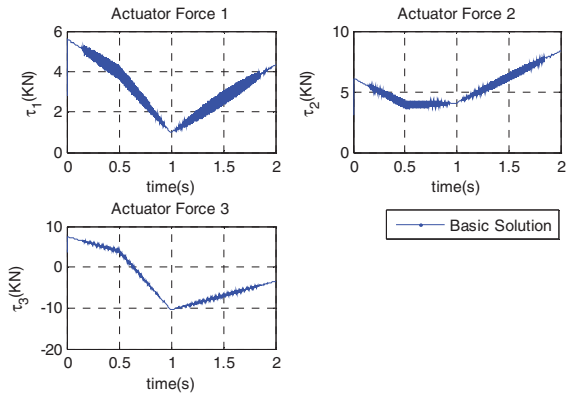 Actuator Force 1
6
4
2
0
τ1(KN)
0 0.5 1 1.5 2
time(s)
Actuator Force 2
10
5
0
τ2(KN)
0 0.5 1 1.5 2
time(s)
Actuator Force 3
10
0
-10
-20
τ3(KN)
0 0.5 1 1.5 2
time(s)
Basic Solution